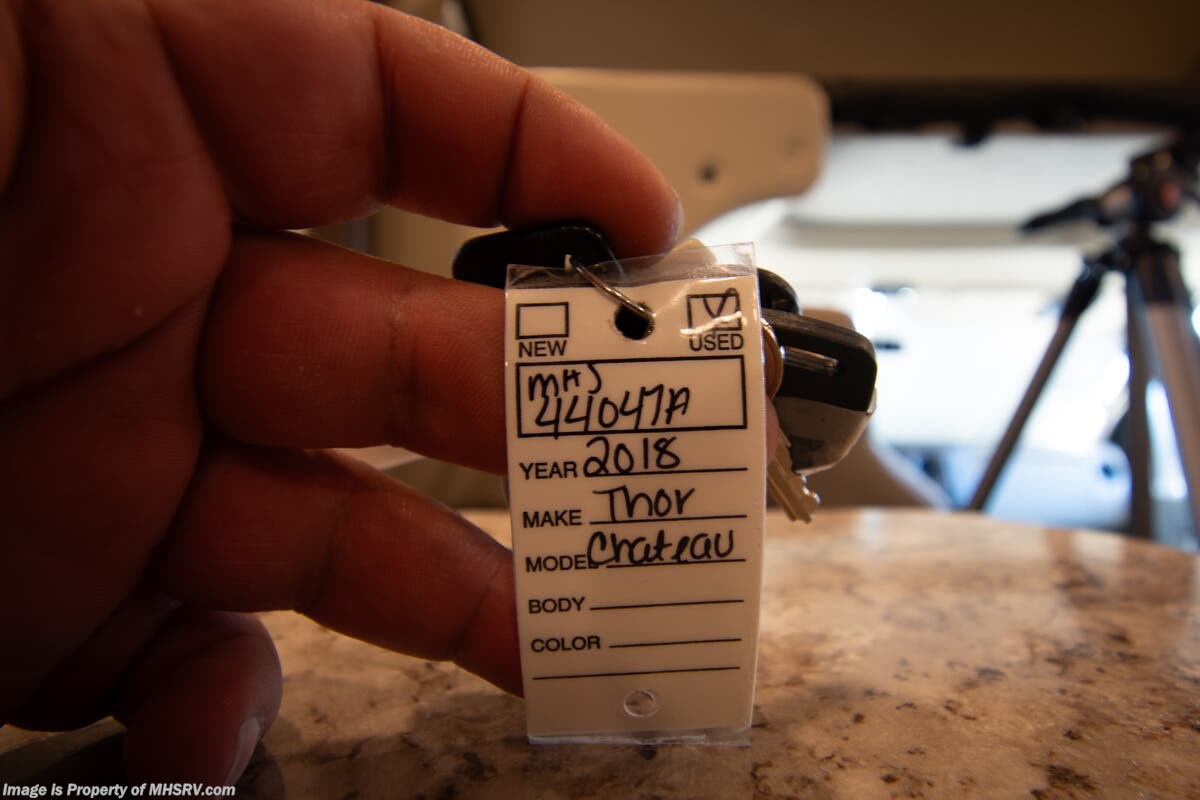 NEW USED
MHS
44047A
YEAR 2018
MAKE Thor
MODEL Chateau
BODY
COLOR
Image is Property of MHSRV.com